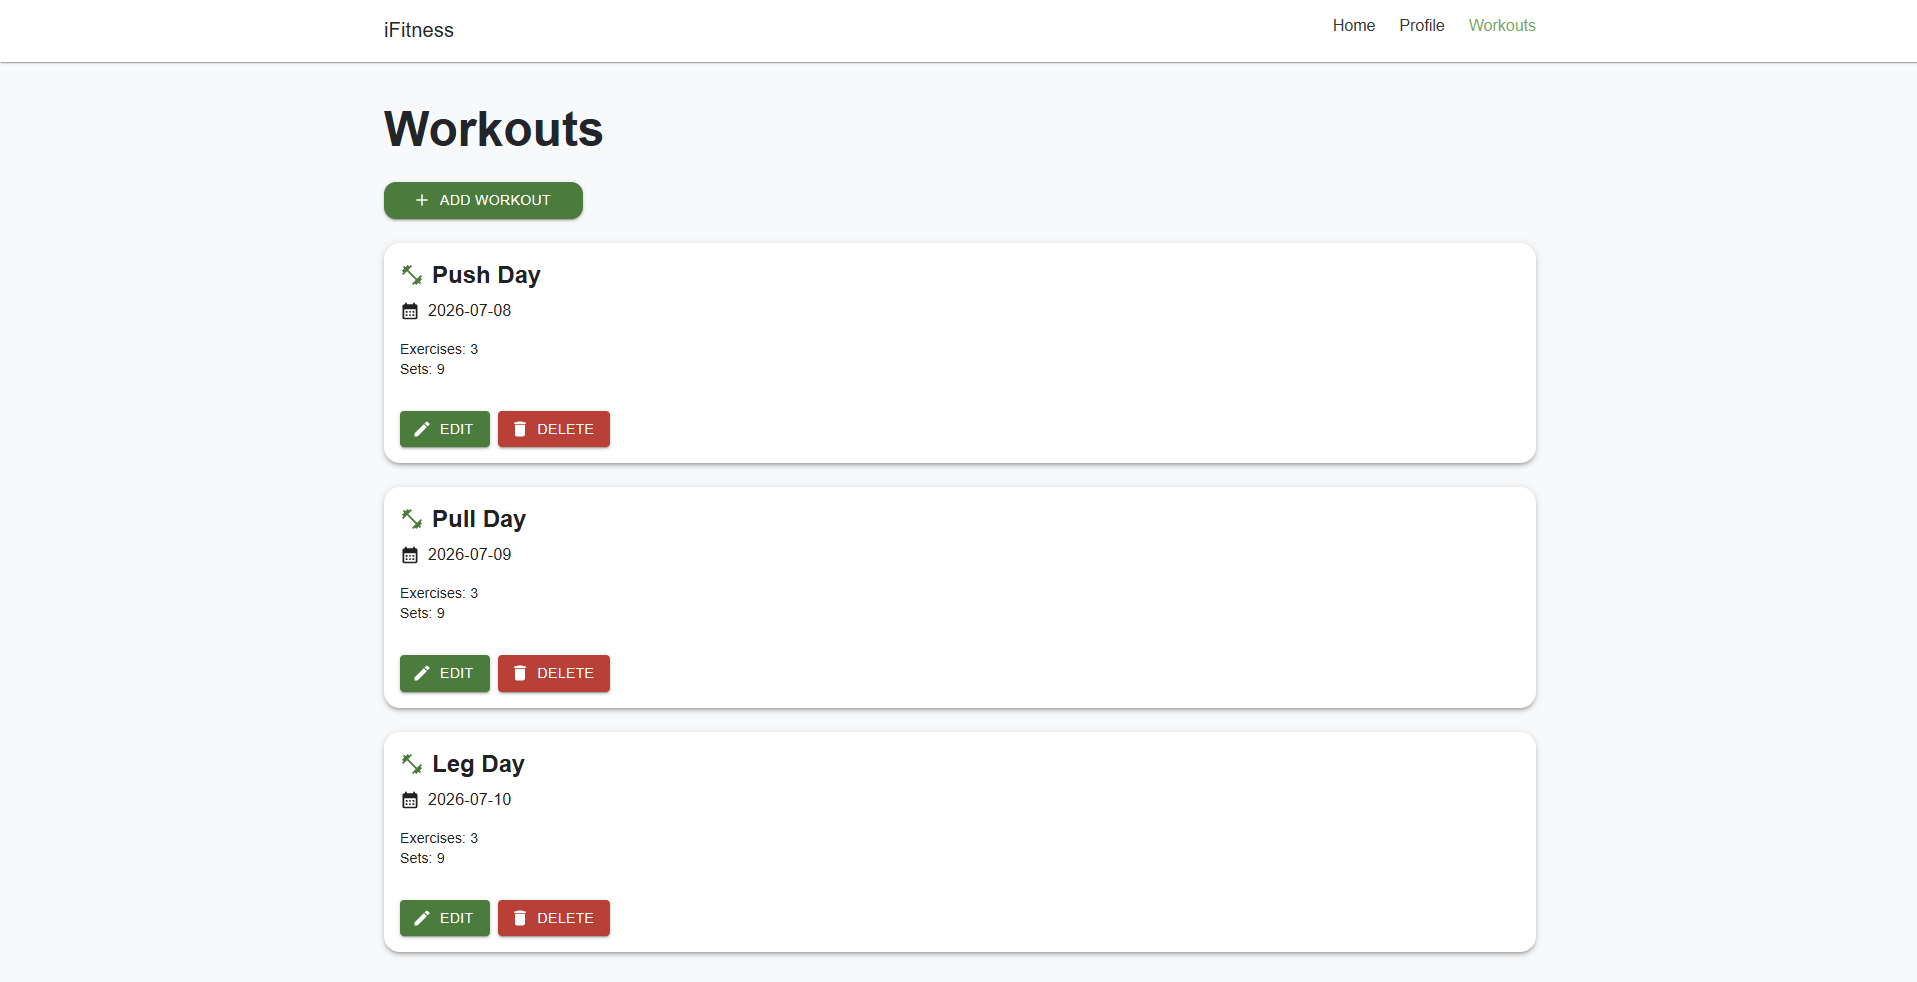 iFitness
Home Profile Workouts
Workouts
ADD WORKOUT
Push Day
2026-07-08
Exercises: 3
Sets: 9
EDIT DELETE
Pull Day
2026-07-09
Exercises: 3
Sets: 9
EDIT DELETE
Leg Day
2026-07-10
Exercises: 3
Sets: 9
EDIT DELETE